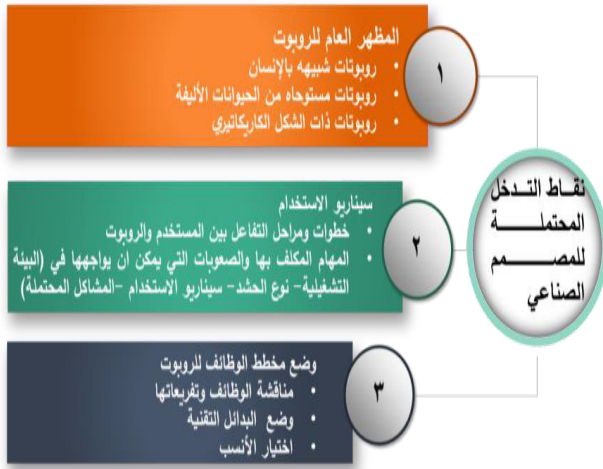 المظهر العام للروبوت
• روبوتات شبيهه بالإنسان
• روبوتات مستوحاه من الحيوانات الأليفة
• روبوتات ذات الشكل الكاريكاتيري
١
نقاط التدخل
المحتملة
للمصمم
الصناعي
سيناريو الاستخدام
• خطوات ومراحل التفاعل بين المستخدم والروبوت
• المهام المكلف بها والصعوبات التي يمكن ان يواجهها في (البيئة
التشغيلية- نوع الحشد- سيناريو الاستخدام -المشاكل المحتملة)
٢
وضع مخطط الوظائف للروبوت
• مناقشة الوظائف وتفريعاتها
• وضع البدائل التقنية
• اختيار الأنسب
٣